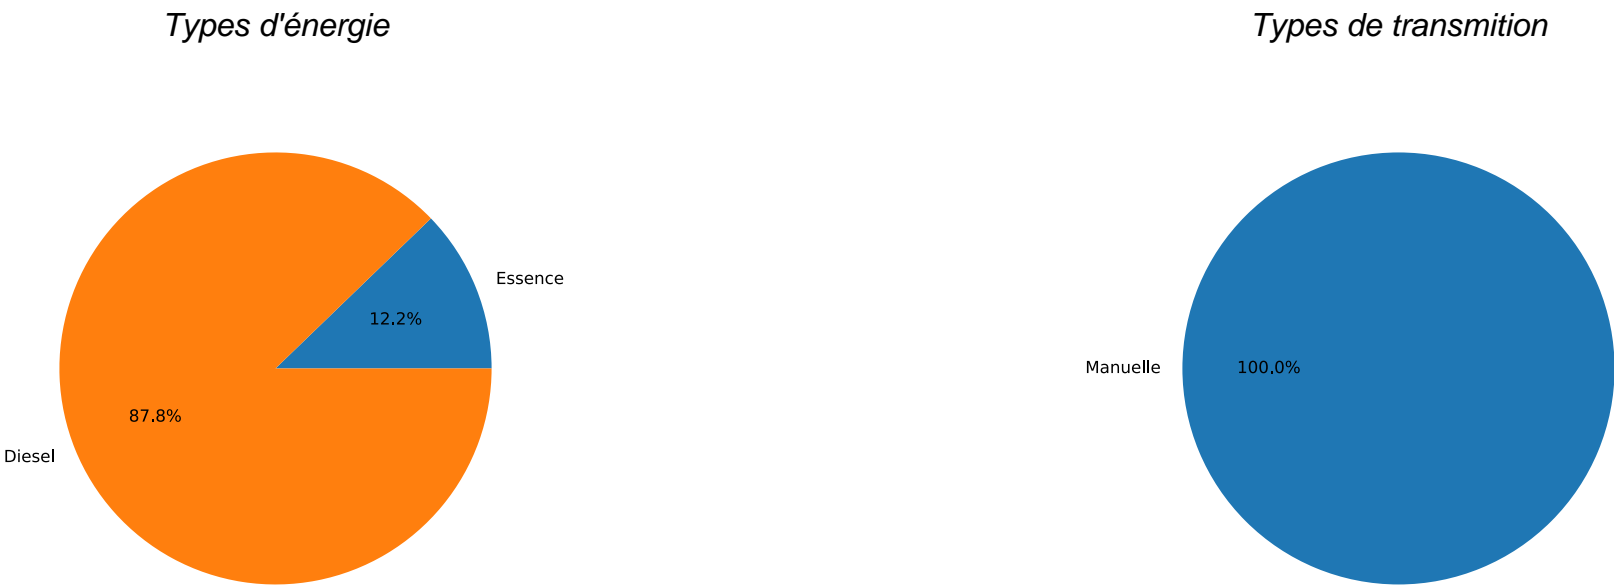 Types d'énergie
Types de transmition
Essence
12.2%
87.8%
Diesel
Manuelle
100.0%